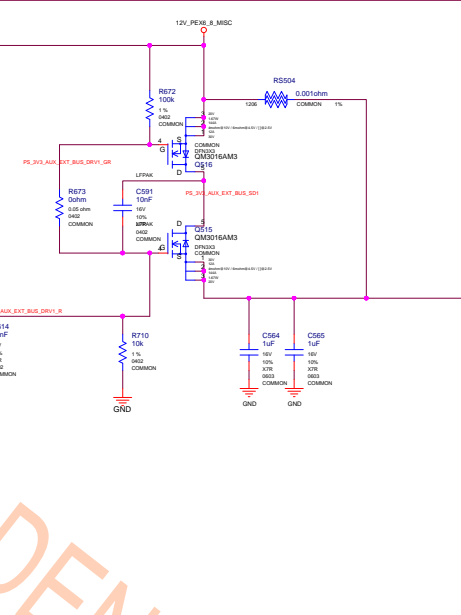 12V_PEX6_8_MISC
RS504
0.001ohm
1206
COMMON
1%
R672
100k
1 %
0402
COMMON
4
G
S
D
COMMON
DFN3X3
QM3016AM3
Q516
5
PS_3V3_AUX_EXT_BUS_DRV1_GR
LFPAK
PS_3V3_AUX_EXT_BUS_SD1
R673
0ohm
0.05 ohm
0402
COMMON
C591
10nF
16V
10%
0402
COMMON
D
5
Q515
QM3016AM3
DFN3X3
COMMON
4
G
S
AUX_EXT_BUS_DRV1_R
R710
10k
1 %
0402
COMMON
GND
C564
1uF
16V
10%
X7R
0603
COMMON
GND
C565
1uF
16V
10%
X7R
0603
COMMON
GND